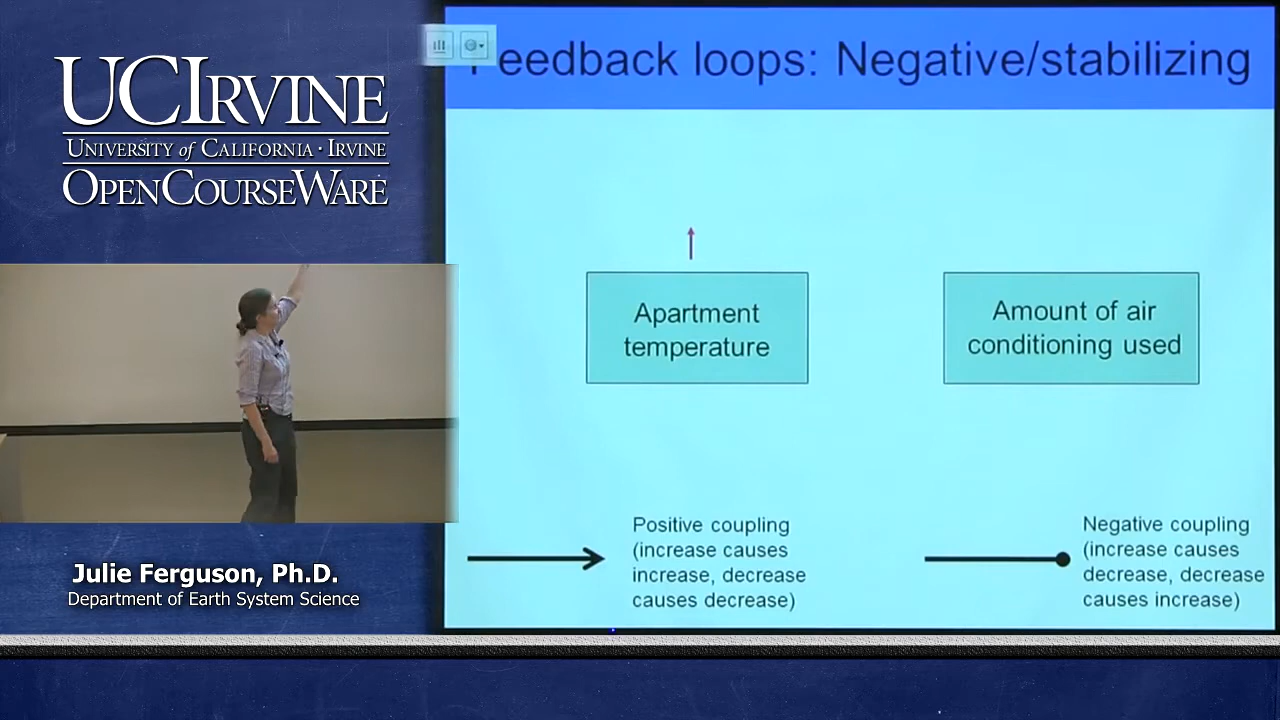 UCIRVINE
UNIVERSITY of CALIFORNIA · IRVINE
OPENCOURSEWARE
Julie Ferguson, Ph.D.
Department of Earth System Science
Feedback loops: Negative/stabilizing
Apartment
temperature
Amount of air
conditioning used
Positive coupling
(increase causes
increase, decrease
causes decrease)
Negative coupling
(increase causes
decrease, decrease
causes increase)